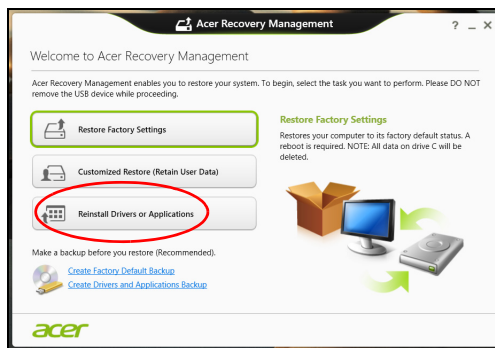 Acer Recovery Management
? _ X
Welcome to Acer Recovery Management
Acer Recovery Management enables you to restore your system. To begin, select the task you want to perform. Please DO NOT
remove the USB device while proceeding.
Restore Factory Settings
Customized Restore (Retain User Data)
Reinstall Drivers or Applications
Restore Factory Settings
Restores your computer to its factory default status. A
reboot is required. NOTE: All data on drive C will be
deleted.
Make a backup before you restore (Recommended).
Create Factory Default Backup
Create Drivers and Applications Backup
acer